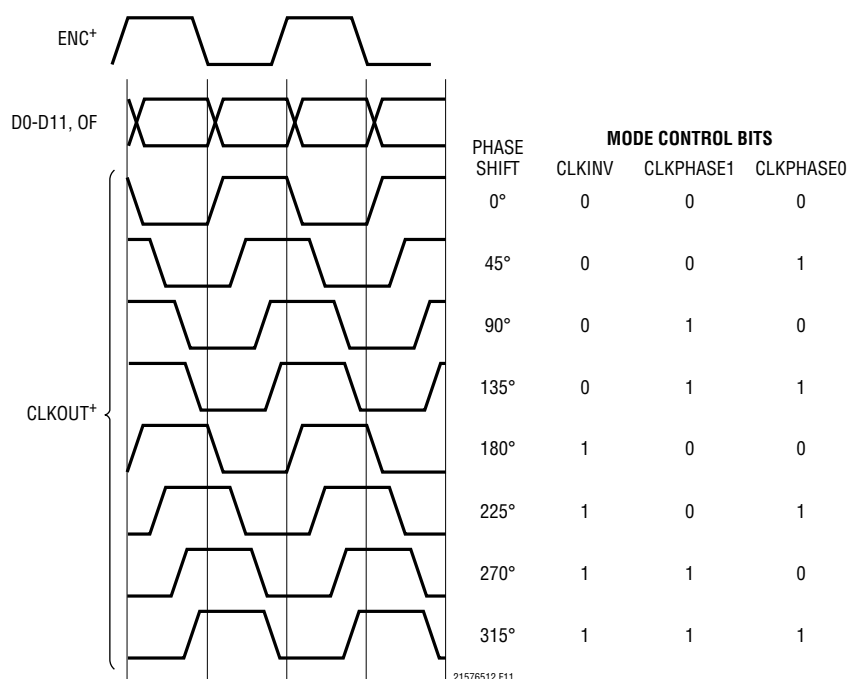 ENC+
D0-D11, OF
MODE CONTROL BITS
PHASE
SHIFT CLKINV CLKPHASE1 CLKPHASE0
0° 0 0 0
45° 0 0 1
90° 0 1 0
135° 0 1 1
CLKOUT+
180° 1 0 0
225° 1 0 1
270° 1 1 0
315° 1 1 1
21576512 F11